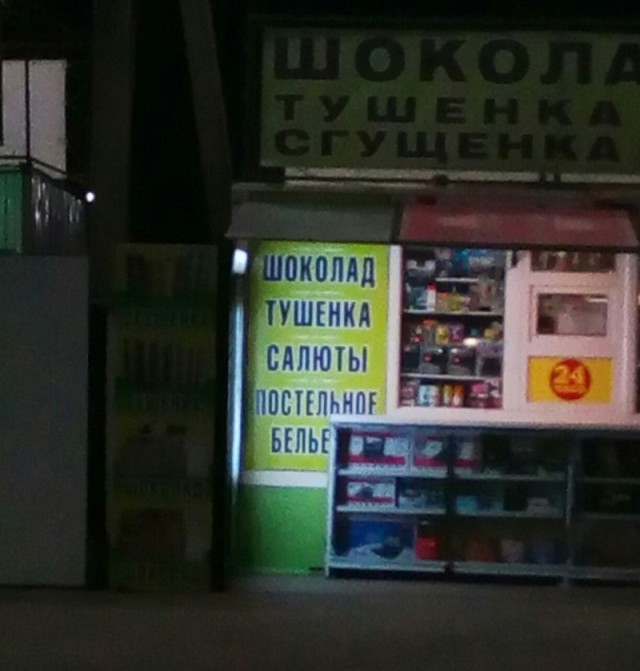 ШОКОЛА
ТУШЕНКА
СГУЩЕНКА
ШОКОЛАД
ТУШЕНКА
САЛЮТЫ
ПОСТЕЛЬНОЕ
БЕЛЬЕ
24